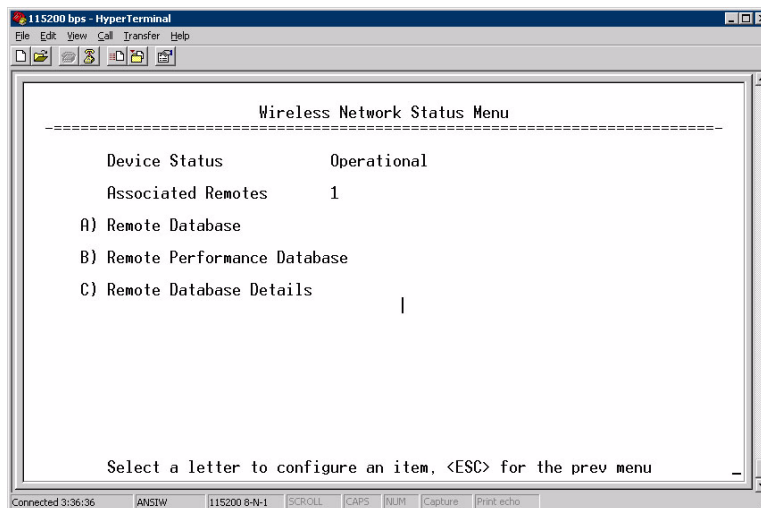 115200 bps - HyperTerminal
File Edit View Call Transfer Help
Wireless Network Status Menu
-==========================================================================-
Device Status Operational
Associated Remotes 1
A) Remote Database
B) Remote Performance Database
C) Remote Database Details
Select a letter to configure an item, <ESC> for the prev menu
Connected 3:36:36 ANSIW 115200 8-N-1 SCROLL CAPS NUM Capture Print echo